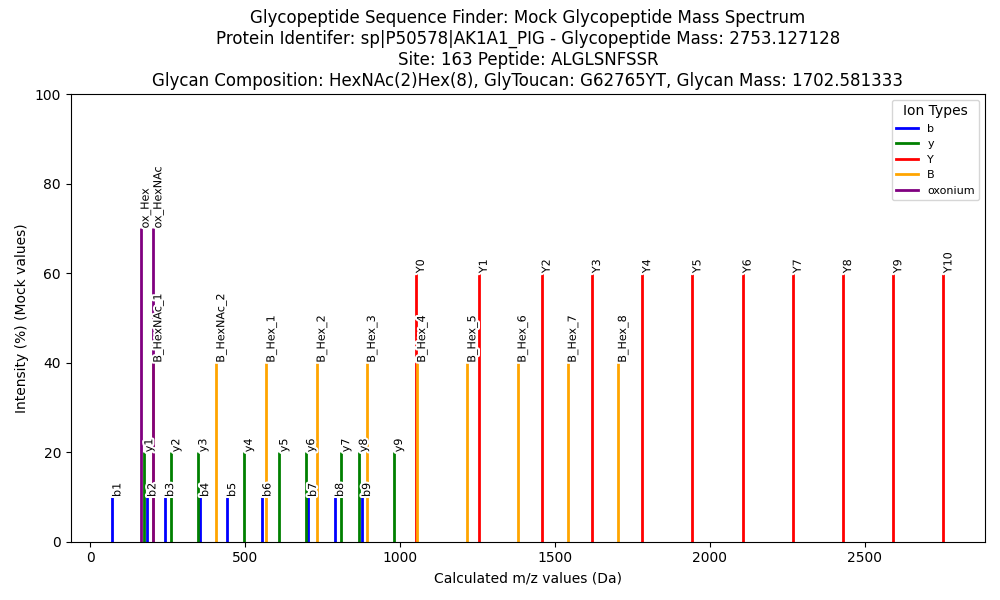 Glycopeptide Sequence Finder: Mock Glycopeptide Mass Spectrum
Protein Identifer: sp|P50578|AK1A1_PIG - Glycopeptide Mass: 2753.127128
Site: 163 Peptide: ALGLSNFSSR
Glycan Composition: HexNAc(2)Hex(8), GlyToucan: G62765YT, Glycan Mass: 1702.581333
Intensity (%) (Mock values)
100
80
60
40
20
0
Ion Types
b
y
Y
B
oxonium
ox_Hex
ox_HexNAc
B_HexNAc_1
B_HexNAc_2
B_Hex_1
B_Hex_2
B_Hex_3
B_Hex_4
B_Hex_5
B_Hex_6
B_Hex_7
B_Hex_8
Y0
Y1
Y2
Y3
Y4
Y5
Y6
Y7
Y8
Y9
Y10
y1
y2
y3
y4
y5
y6
y7
y8
y9
b1
b2
b3
b4
b5
b6
b7
b8
b9
0
500
1000
1500
2000
2500
Calculated m/z values (Da)